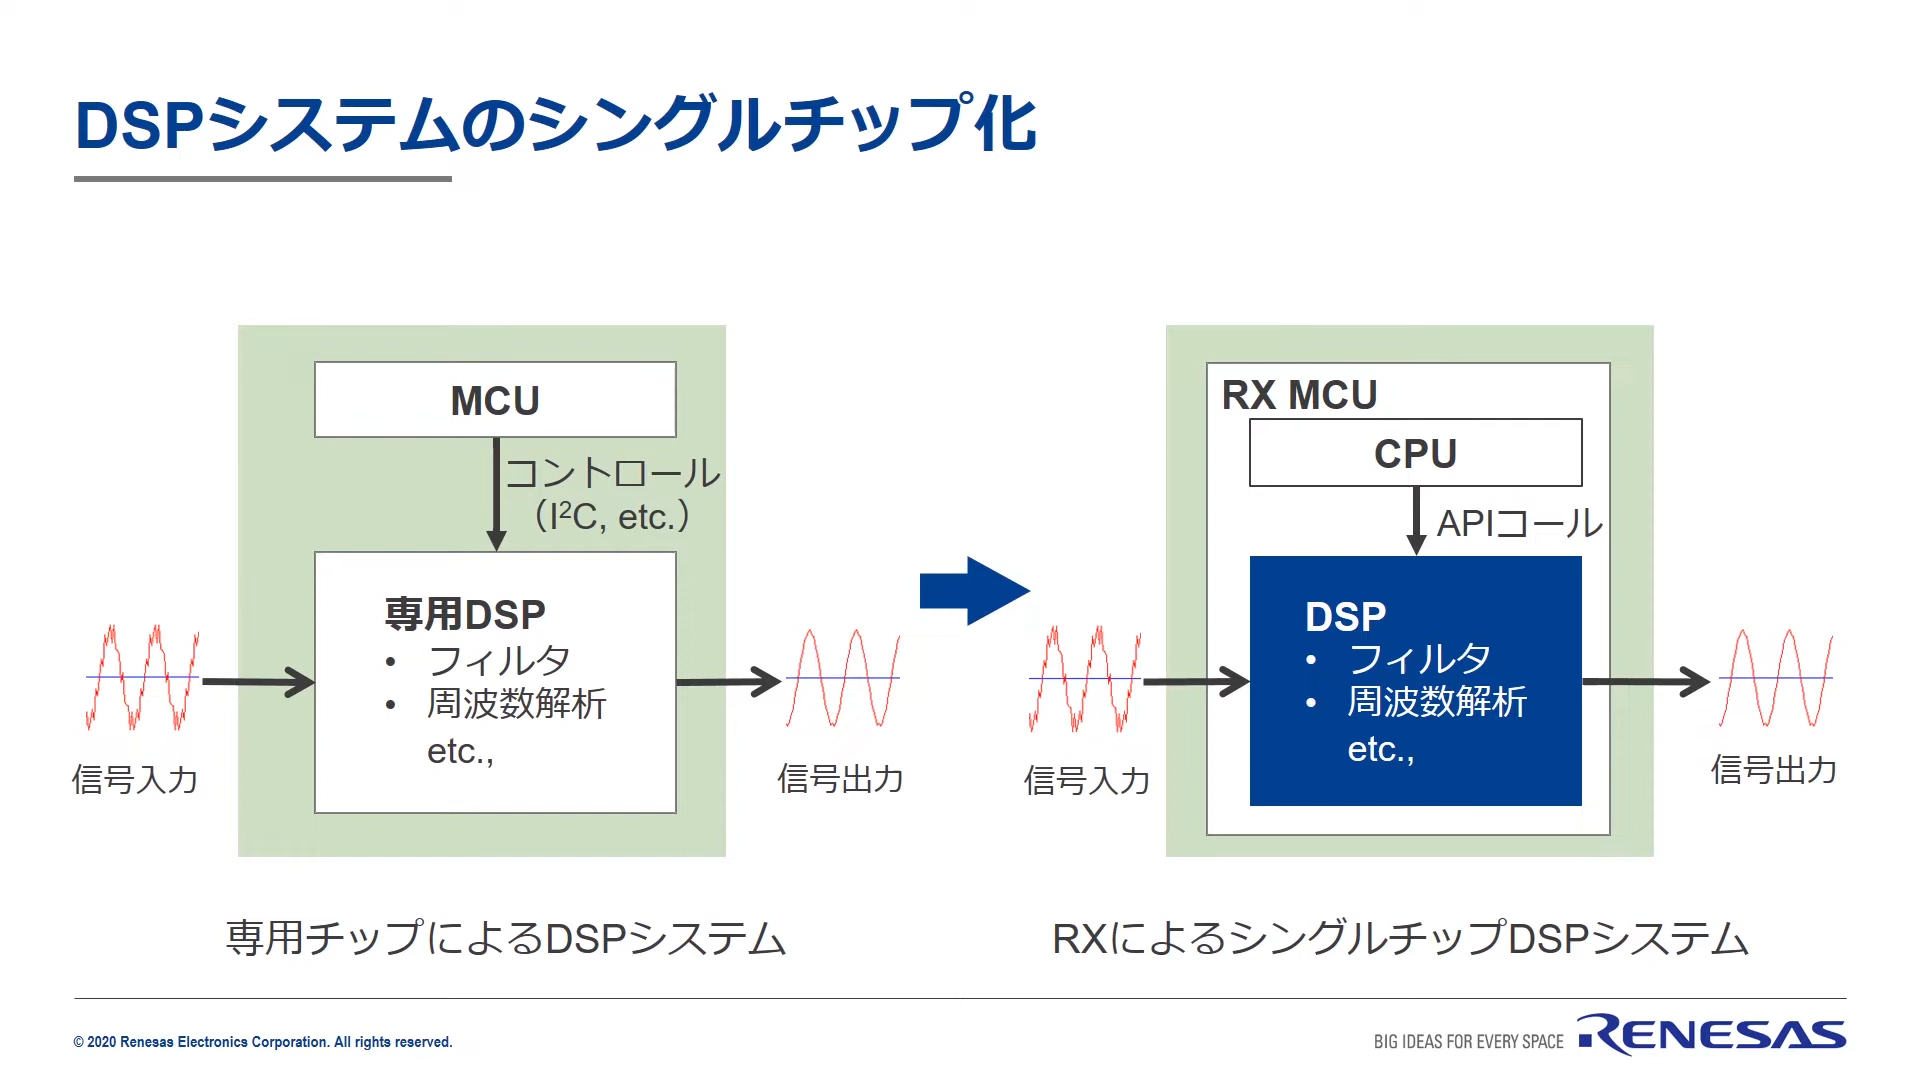 DSPシステムのシングルチップ化
MCU
コントロール
（I²C, etc.）
専用DSP
• フィルタ
• 周波数解析
etc.,
信号入力
信号出力
専用チップによるDSPシステム
RX MCU
CPU
APIコール
DSP
• フィルタ
• 周波数解析
etc.,
信号入力
信号出力
RXによるシングルチップDSPシステム
© 2020 Renesas Electronics Corporation. All rights reserved.
BIG IDEAS FOR EVERY SPACE RENESAS